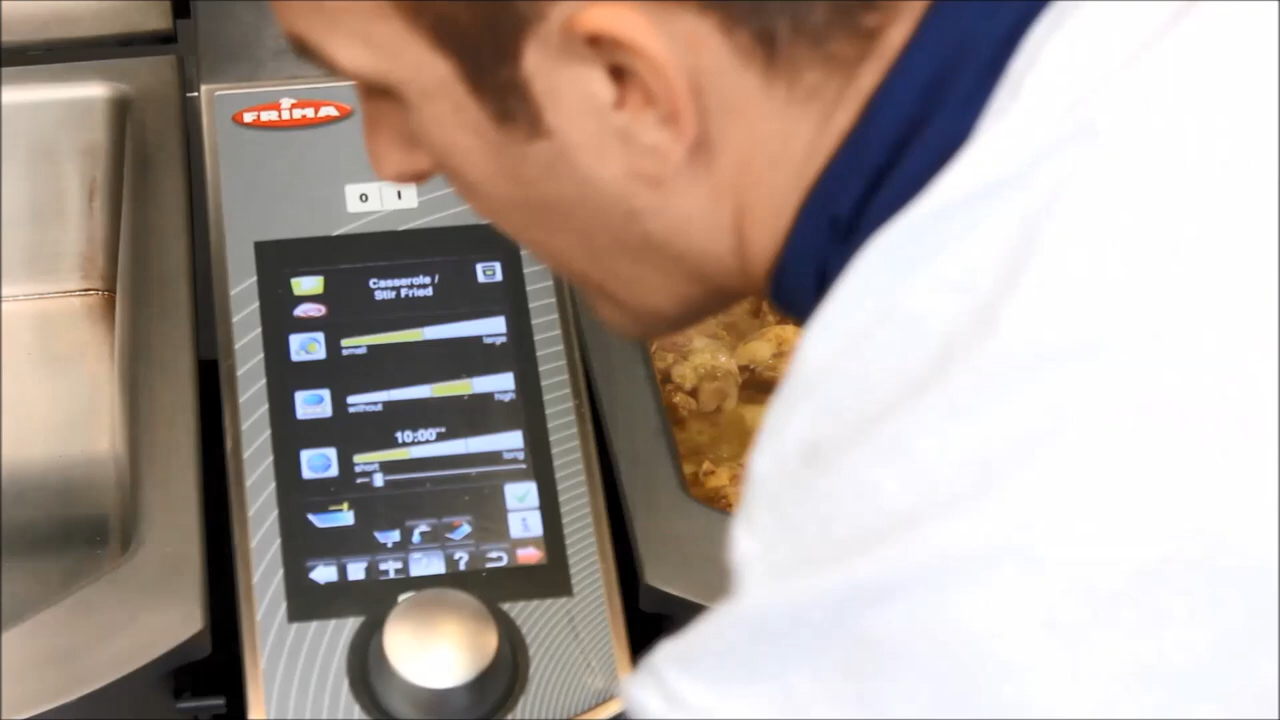 FRIMA
0 I
Casserole /
Stir Fried
small large
without high
10:00
short long
i
?